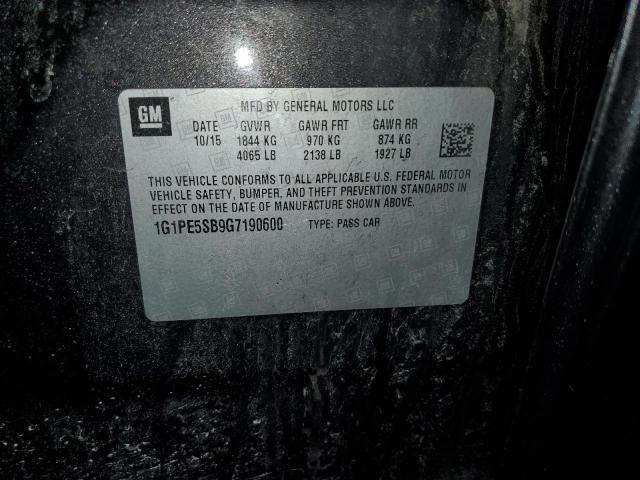 GM
MFD BY GENERAL MOTORS LLC
DATE GVWR GAWR FRT GAWR RR
10/15 1844 KG 970 KG 874 KG
4065 LB 2138 LB 1927 LB
THIS VEHICLE CONFORMS TO ALL APPLICABLE U.S. FEDERAL MOTOR
VEHICLE SAFETY, BUMPER, AND THEFT PREVENTION STANDARDS IN
EFFECT ON THE DATE OF MANUFACTURE SHOWN ABOVE.
1G1PE5SB9G7190600 TYPE: PASS CAR